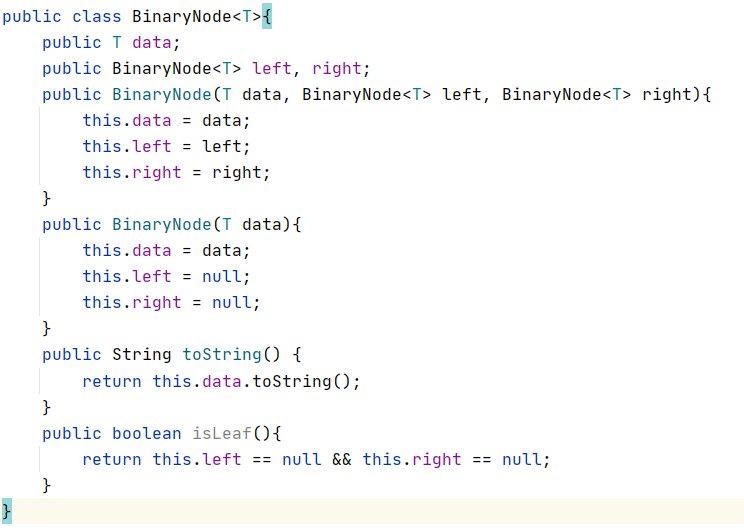 public class BinaryNode<T>{
    public T data;
    public BinaryNode<T> left, right;
    public BinaryNode(T data, BinaryNode<T> left, BinaryNode<T> right){
        this.data = data;
        this.left = left;
        this.right = right;
    }
    public BinaryNode(T data){
        this.data = data;
        this.left = null;
        this.right = null;
    }
    public String toString() {
        return this.data.toString();
    }
    public boolean isLeaf(){
        return this.left == null && this.right == null;
    }
}